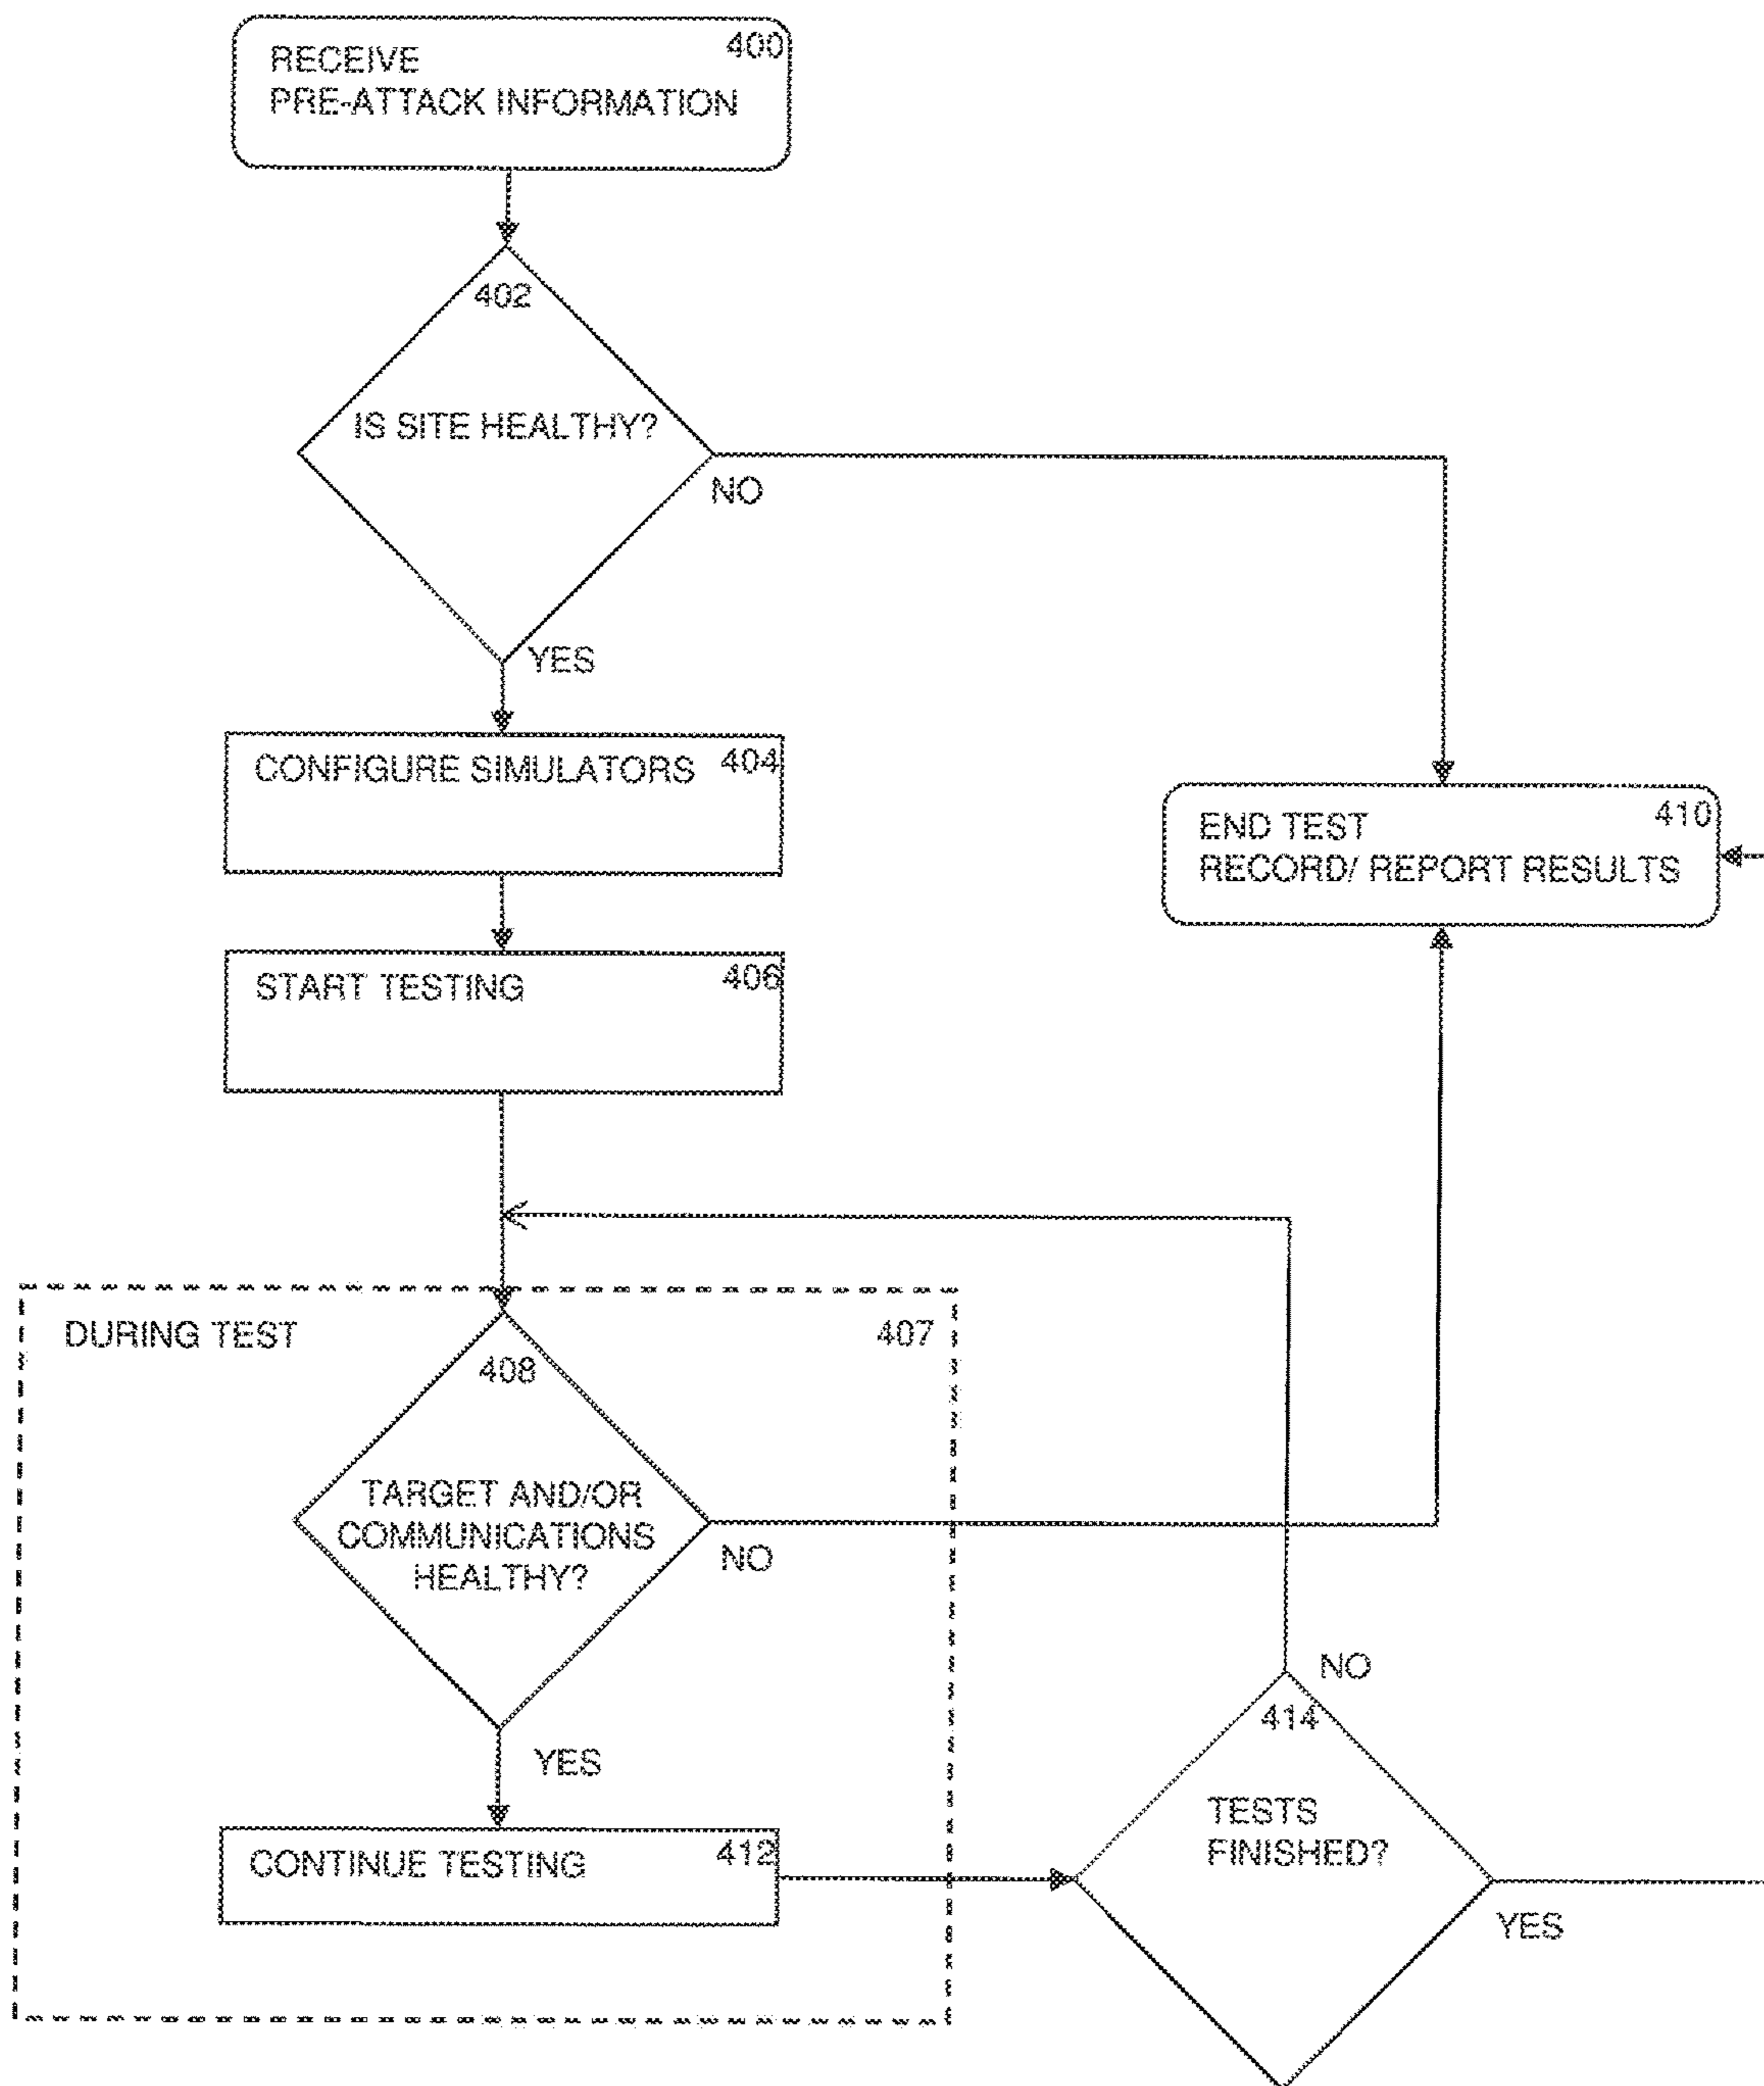 400
RECEIVE
PRE-ATTACK INFORMATION
402
IS SITE HEALTHY?
NO
YES
CONFIGURE SIMULATORS 404
END TEST 410
RECORD/ REPORT RESULTS
START TESTING 406
DURING TEST 407
408
TARGET AND/OR
COMMUNICATIONS
HEALTHY?
NO
YES
CONTINUE TESTING 412
NO
414
TESTS
FINISHED?
YES